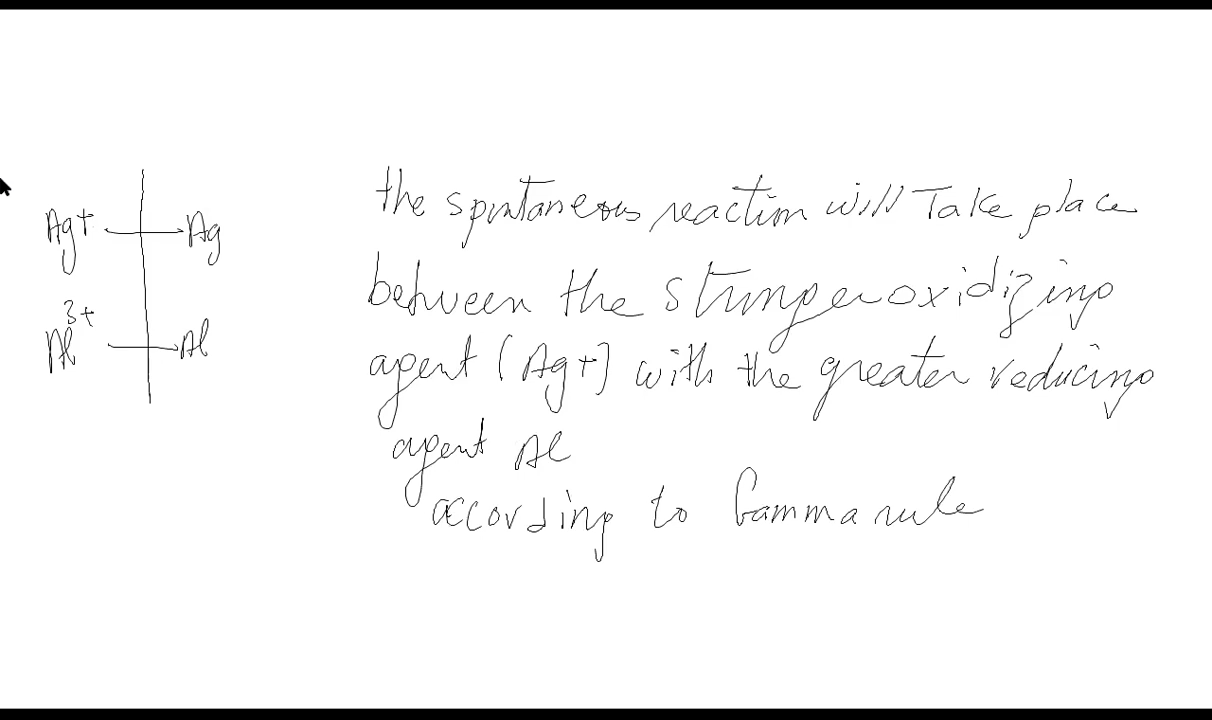 Ag+ Ag
Al3+ Al
the spontaneous reaction will Take place
between the stronger oxidizing
agent (Ag+) with the greater reducing
agent Al
according to Gamma rule